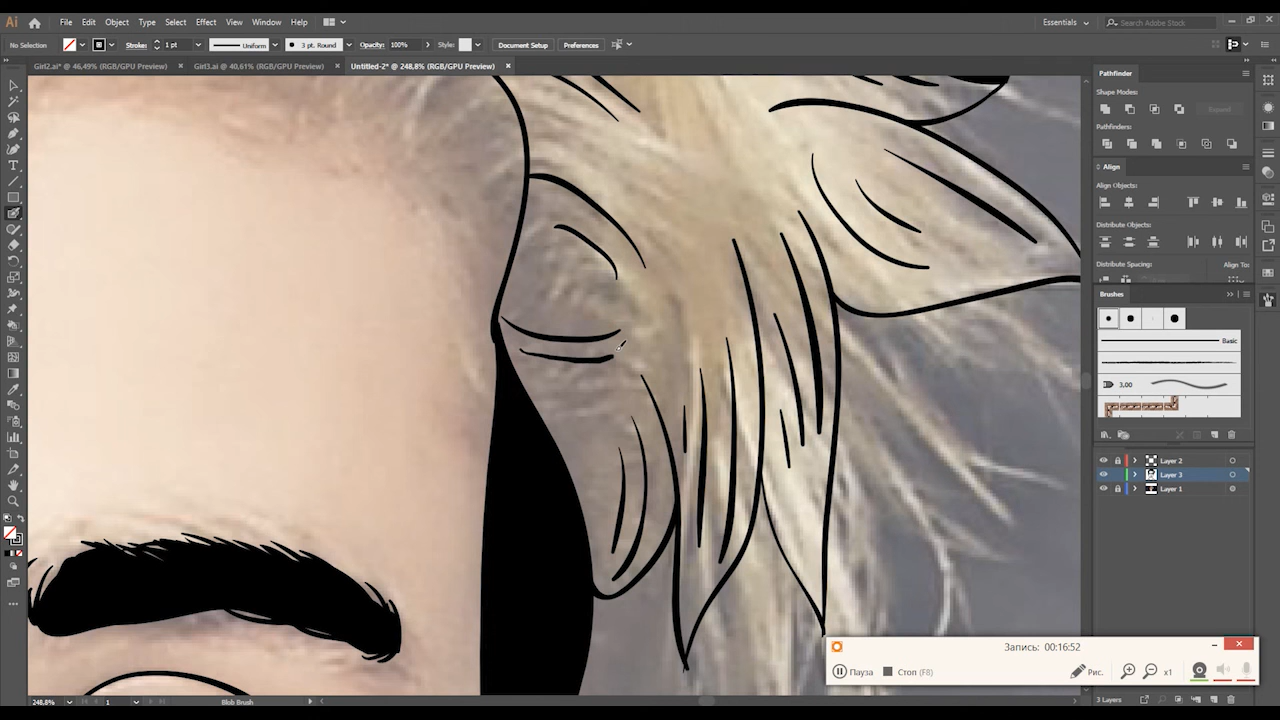 Ai File Edit Object Type Select Effect View Window Help Essentials Search Adobe Stock
No Selection Stroke: 1 pt Uniform 3 pt. Round Opacity: 100% Style: Document Setup Preferences
Girl2.ai* @ 46,49% (RGB/GPU Preview) × Girl3.ai @ 40,61% (RGB/GPU Preview) × Untitled-2* @ 248,8% (RGB/GPU Preview) ×
Pathfinder
Shape Modes:
Expand
Pathfinders:
Align
Align Objects:
Distribute Objects:
Distribute Spacing: Align To:
Brushes
Basic
3,00
Layer 2
Layer 3
Layer 1
Запись: 00:16:52
Пауза Стоп (F8) Рис. x1
248,8% 1 Blob Brush 3 Layers